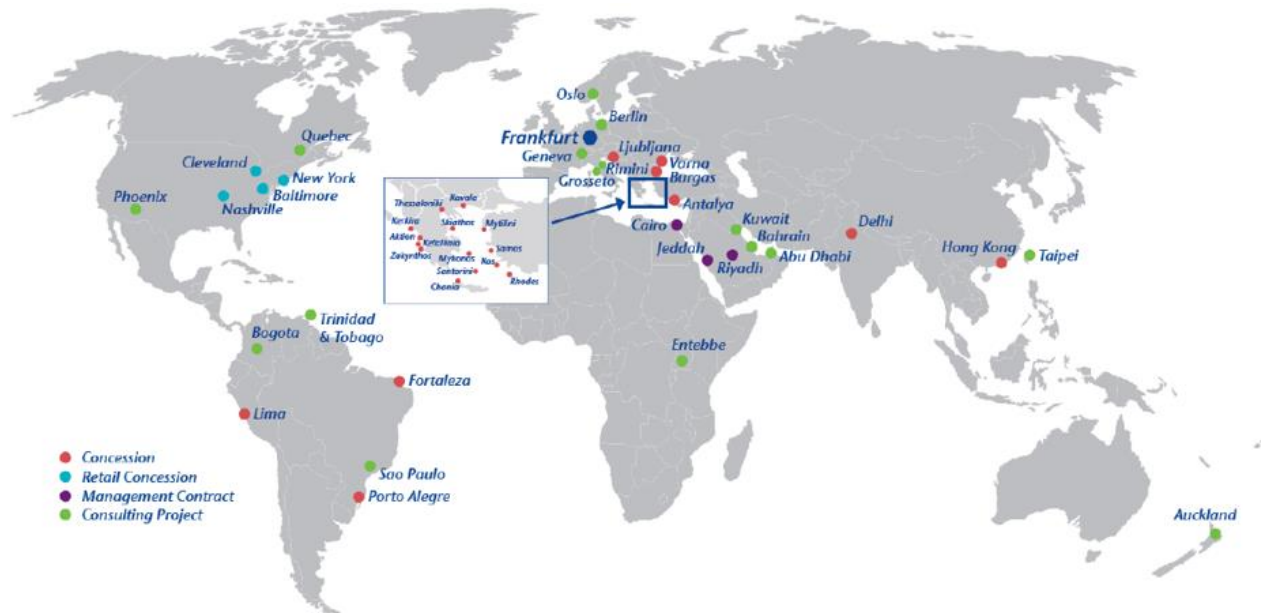 Oslo
Berlin
Frankfurt
Quebec
Ljubljana
Geneva
Varna
Cleveland
Rimini
New York
Burgas
Grosseto
Baltimore
Phoenix
Nashville
Antalya
Thessaloniki
Kavala
Kerkira
Skiathos
Mytilini
Aktion
Kefallonia
Samos
Zakynthos
Mykonos
Kos
Santorini
Rhodes
Chania
Cairo
Kuwait
Delhi
Bahrain
Jeddah
Riyadh
Abu Dhabi
Hong Kong
Taipei
Trinidad
& Tobago
Bogota
Entebbe
Fortaleza
Lima
Concession
Retail Concession
Management Contract
Consulting Project
Sao Paulo
Porto Alegre
Auckland